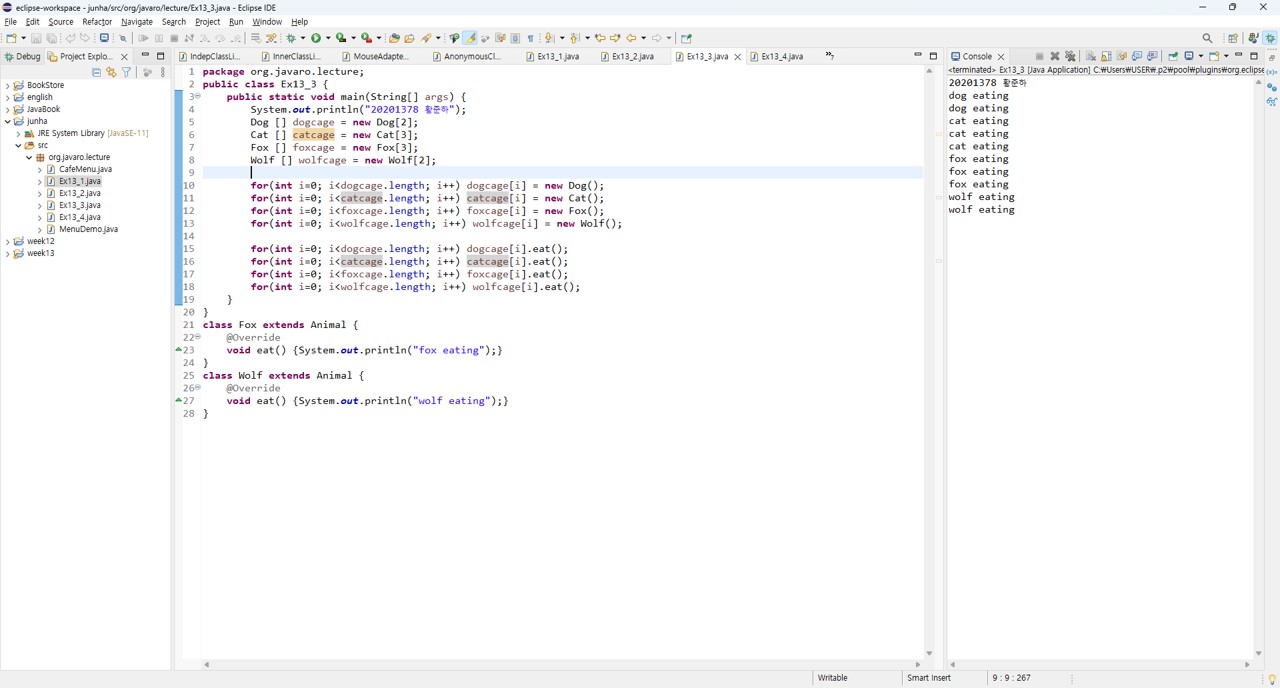 eclipse-workspace - junha/src/org/javaro/lecture/Ex13_3.java - Eclipse IDE
File Edit Source Refactor Navigate Search Project Run Window Help
Debug Project Explo...
IndepClassLi... InnerClassLi... MouseAdapte... AnonymousCl... Ex13_1.java Ex13_2.java Ex13_3.java Ex13_4.java
Console
<terminated> Ex13_3 [Java Application] C:₩Users₩USER₩.p2₩pool₩plugins₩org.eclipse
BookStore
english
JavaBook
junha
JRE System Library [JavaSE-11]
src
org.javaro.lecture
CafeMenu.java
Ex13_1.java
Ex13_2.java
Ex13_3.java
Ex13_4.java
MenuDemo.java
week12
week13
1 package org.javaro.lecture;
2 public class Ex13_3 {
3 public static void main(String[] args) {
4 System.out.println("20201378 황준하");
5 Dog [] dogcage = new Dog[2];
6 Cat [] catcage = new Cat[3];
7 Fox [] foxcage = new Fox[3];
8 Wolf [] wolfcage = new Wolf[2];
9
10 for(int i=0; i<dogcage.length; i++) dogcage[i] = new Dog();
11 for(int i=0; i<catcage.length; i++) catcage[i] = new Cat();
12 for(int i=0; i<foxcage.length; i++) foxcage[i] = new Fox();
13 for(int i=0; i<wolfcage.length; i++) wolfcage[i] = new Wolf();
14
15 for(int i=0; i<dogcage.length; i++) dogcage[i].eat();
16 for(int i=0; i<catcage.length; i++) catcage[i].eat();
17 for(int i=0; i<foxcage.length; i++) foxcage[i].eat();
18 for(int i=0; i<wolfcage.length; i++) wolfcage[i].eat();
19 }
20 }
21 class Fox extends Animal {
22 @Override
23 void eat() {System.out.println("fox eating");}
24 }
25 class Wolf extends Animal {
26 @Override
27 void eat() {System.out.println("wolf eating");}
28 }
20201378 황준하
dog eating
dog eating
cat eating
cat eating
cat eating
fox eating
fox eating
fox eating
wolf eating
wolf eating
Writable Smart Insert 9 : 9 : 267